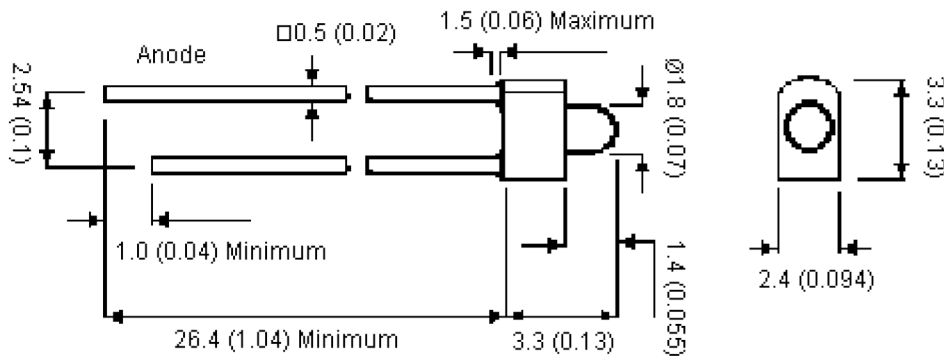 1.5 (0.06) Maximum
□0.5 (0.02)
Anode
2.54 (0.1)
Ø1.8 (0.07)
3.3 (0.13)
1.0 (0.04) Minimum
1.4 (0.055)
2.4 (0.094)
26.4 (1.04) Minimum
3.3 (0.13)